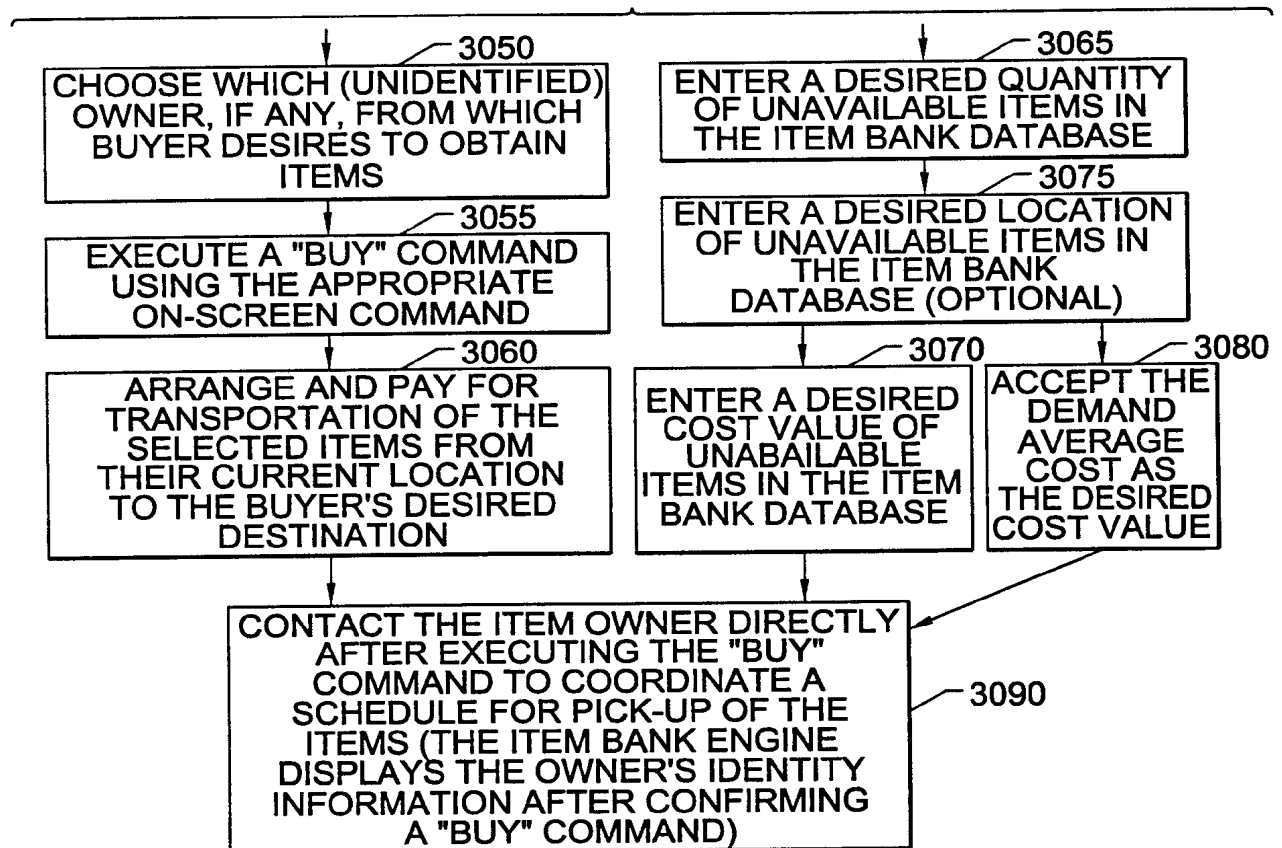 3050
CHOOSE WHICH (UNIDENTIFIED)
OWNER, IF ANY, FROM WHICH
BUYER DESIRES TO OBTAIN
ITEMS
3055
EXECUTE A "BUY" COMMAND
USING THE APPROPRIATE
ON-SCREEN COMMAND
3060
ARRANGE AND PAY FOR
TRANSPORTATION OF THE
SELECTED ITEMS FROM
THEIR CURRENT LOCATION
TO THE BUYER'S DESIRED
DESTINATION
3065
ENTER A DESIRED QUANTITY
OF UNAVAILABLE ITEMS IN
THE ITEM BANK DATABASE
3075
ENTER A DESIRED LOCATION
OF UNAVAILABLE ITEMS IN
THE ITEM BANK
DATABASE (OPTIONAL)
3070
ENTER A DESIRED
COST VALUE OF
UNABAILABLE
ITEMS IN THE ITEM
BANK DATABASE
3080
ACCEPT THE
DEMAND
AVERAGE
COST AS
THE DESIRED
COST VALUE
CONTACT THE ITEM OWNER DIRECTLY
AFTER EXECUTING THE "BUY"
COMMAND TO COORDINATE A
SCHEDULE FOR PICK-UP OF THE
ITEMS (THE ITEM BANK ENGINE
DISPLAYS THE OWNER'S IDENTITY
INFORMATION AFTER CONFIRMING
A "BUY" COMMAND)
3090